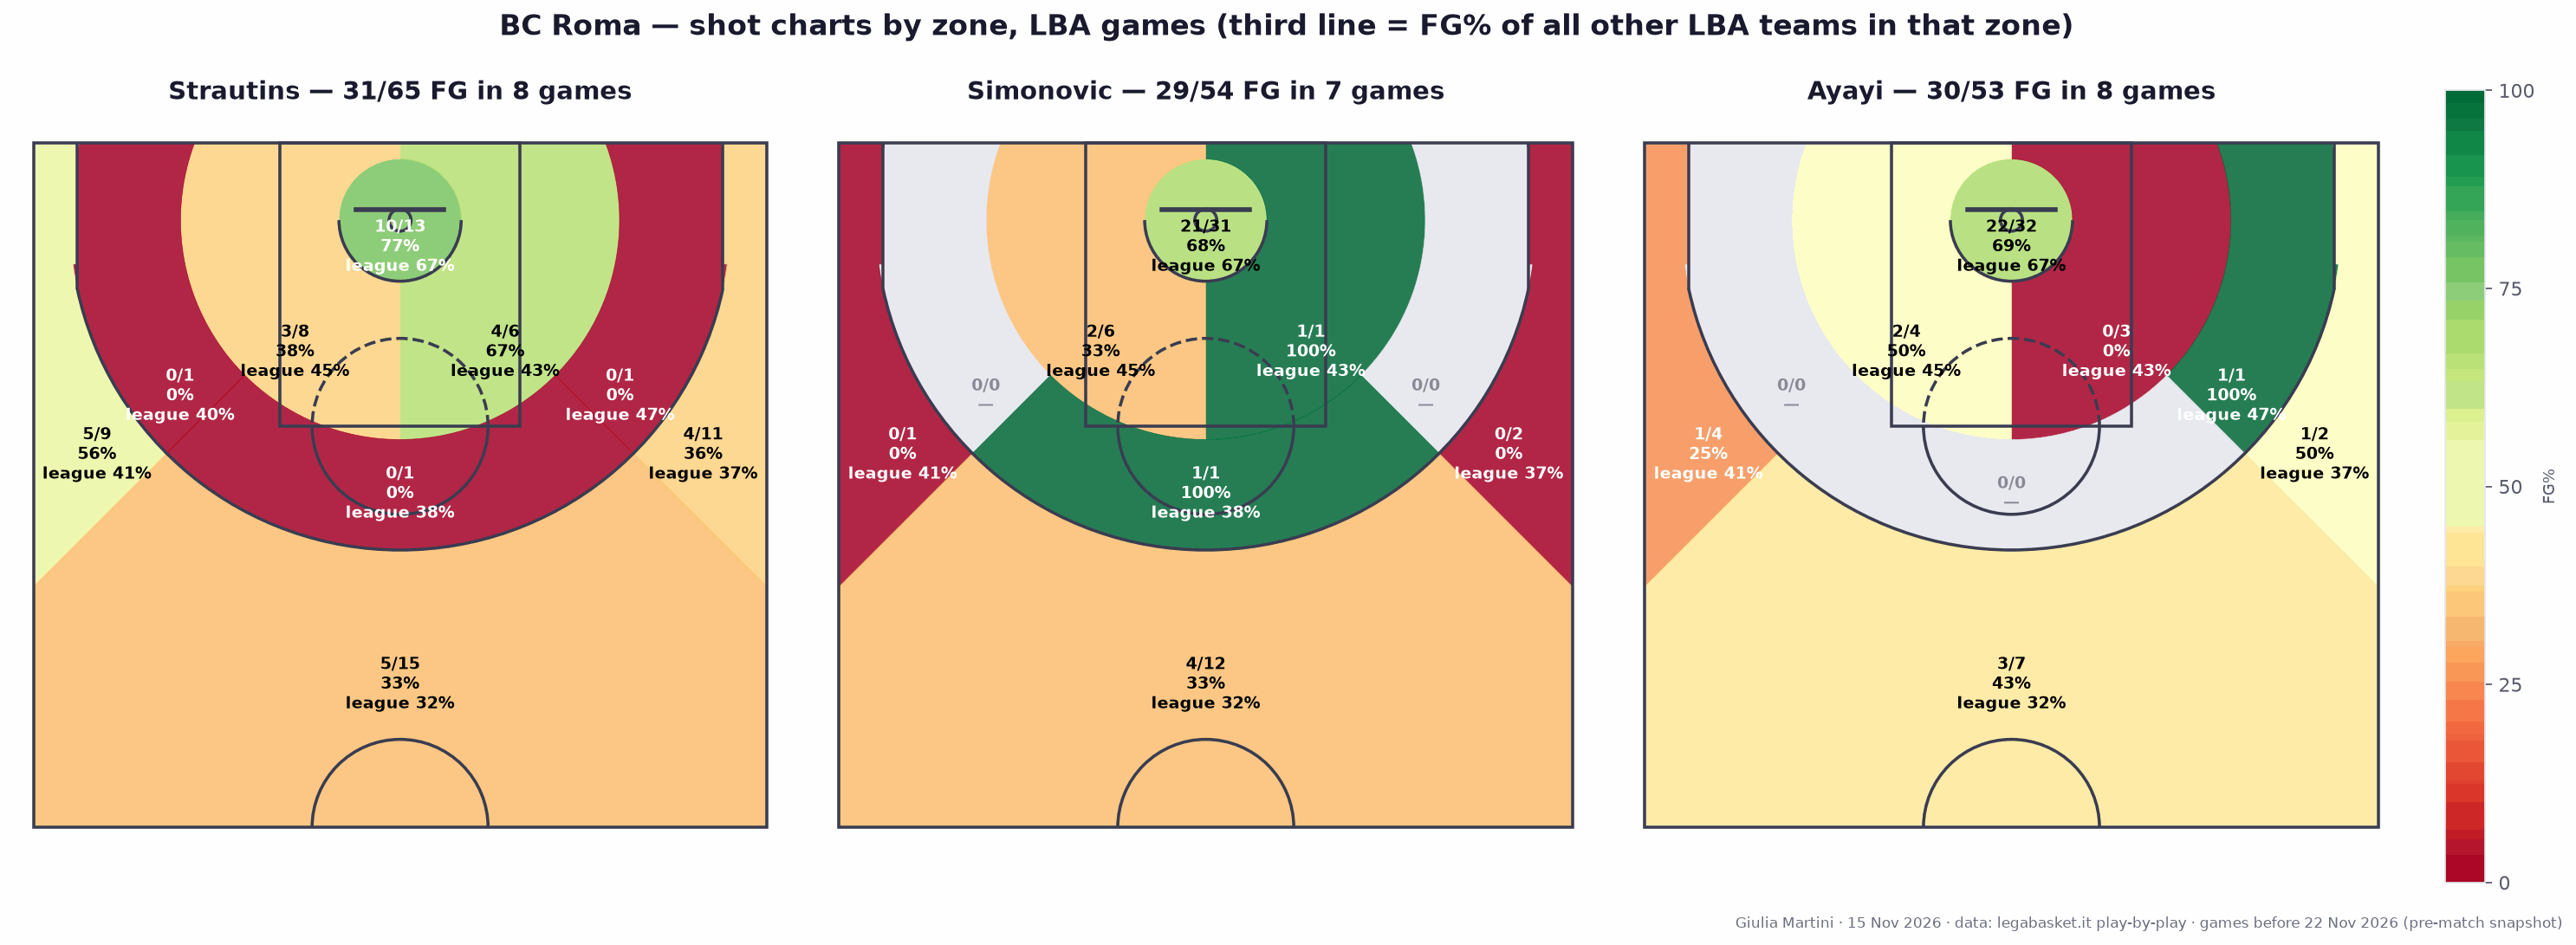 BC Roma — shot charts by zone, LBA games (third line = FG% of all other LBA teams in that zone)
Strautins — 31/65 FG in 8 games
10/13
77%
league 67%
3/8
38%
league 45%
4/6
67%
league 43%
0/1
0%
league 40%
0/1
0%
league 47%
5/9
56%
league 41%
4/11
36%
league 37%
0/1
0%
league 38%
5/15
33%
league 32%
Simonovic — 29/54 FG in 7 games
21/31
68%
league 67%
2/6
33%
league 45%
1/1
100%
league 43%
0/0
—
0/0
—
0/1
0%
league 41%
0/2
0%
league 37%
1/1
100%
league 38%
4/12
33%
league 32%
Ayayi — 30/53 FG in 8 games
22/32
69%
league 67%
2/4
50%
league 45%
0/3
0%
league 43%
0/0
—
1/1
100%
league 47%
1/4
25%
league 41%
1/2
50%
league 37%
0/0
—
3/7
43%
league 32%
100
75
50
25
0
FG%
Giulia Martini · 15 Nov 2026 · data: legabasket.it play-by-play · games before 22 Nov 2026 (pre-match snapshot)